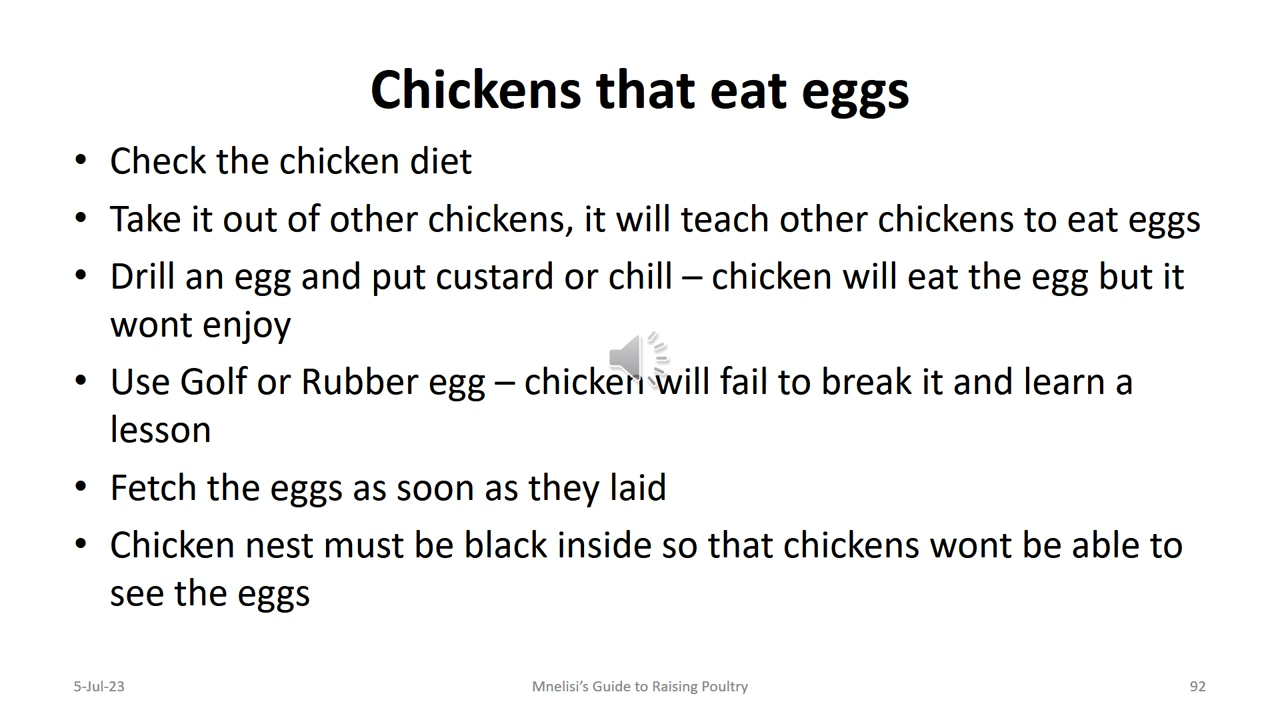 Chickens that eat eggs
• Check the chicken diet
• Take it out of other chickens, it will teach other chickens to eat eggs
• Drill an egg and put custard or chill – chicken will eat the egg but it
wont enjoy
• Use Golf or Rubber egg – chicken will fail to break it and learn a
lesson
• Fetch the eggs as soon as they laid
• Chicken nest must be black inside so that chickens wont be able to
see the eggs
5-Jul-23
Mnelisi’s Guide to Raising Poultry
92